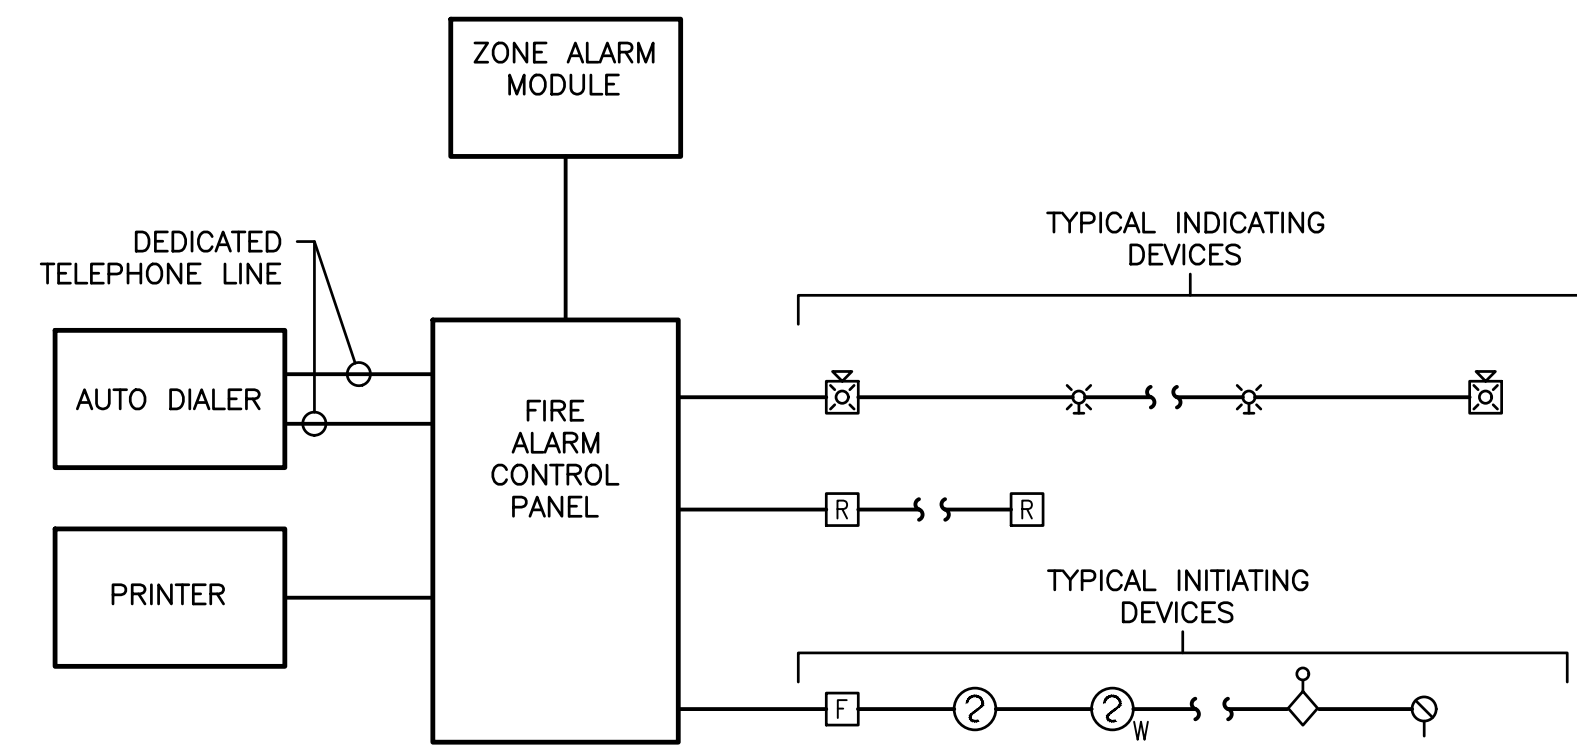 ZONE ALARM
MODULE
DEDICATED
TELEPHONE LINE
TYPICAL INDICATING
DEVICES
AUTO DIALER
FIRE
ALARM
CONTROL
PANEL
R R
PRINTER
TYPICAL INITIATING
DEVICES
F
W